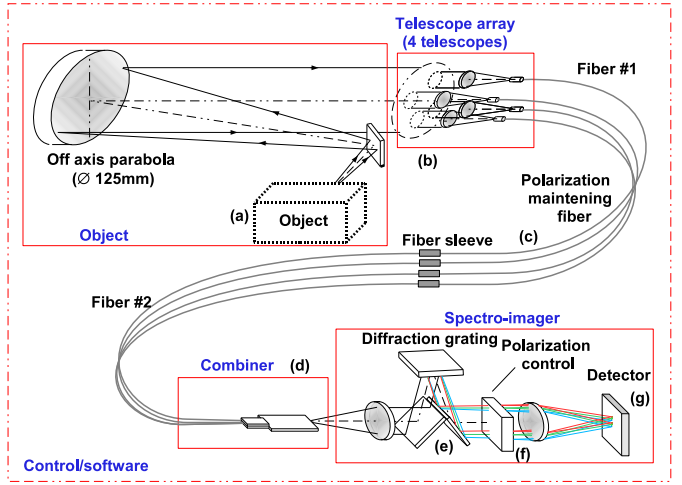 Telescope array
(4 telescopes)
Fiber #1
Off axis parabola
(∅ 125mm)
(b)
(a)
Object
Object
Polarization
maintening
fiber
(c)
Fiber sleeve
Fiber #2
Spectro-imager
Diffraction grating
Polarization
control
Combiner
(d)
Detector
(g)
(e)
(f)
Control/software